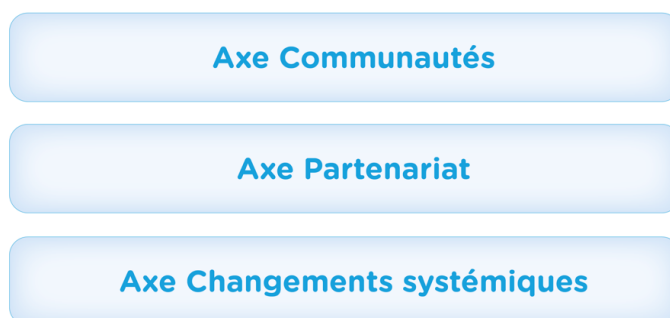 Axe Communautés
Axe Partenariat
Axe Changements systémiques